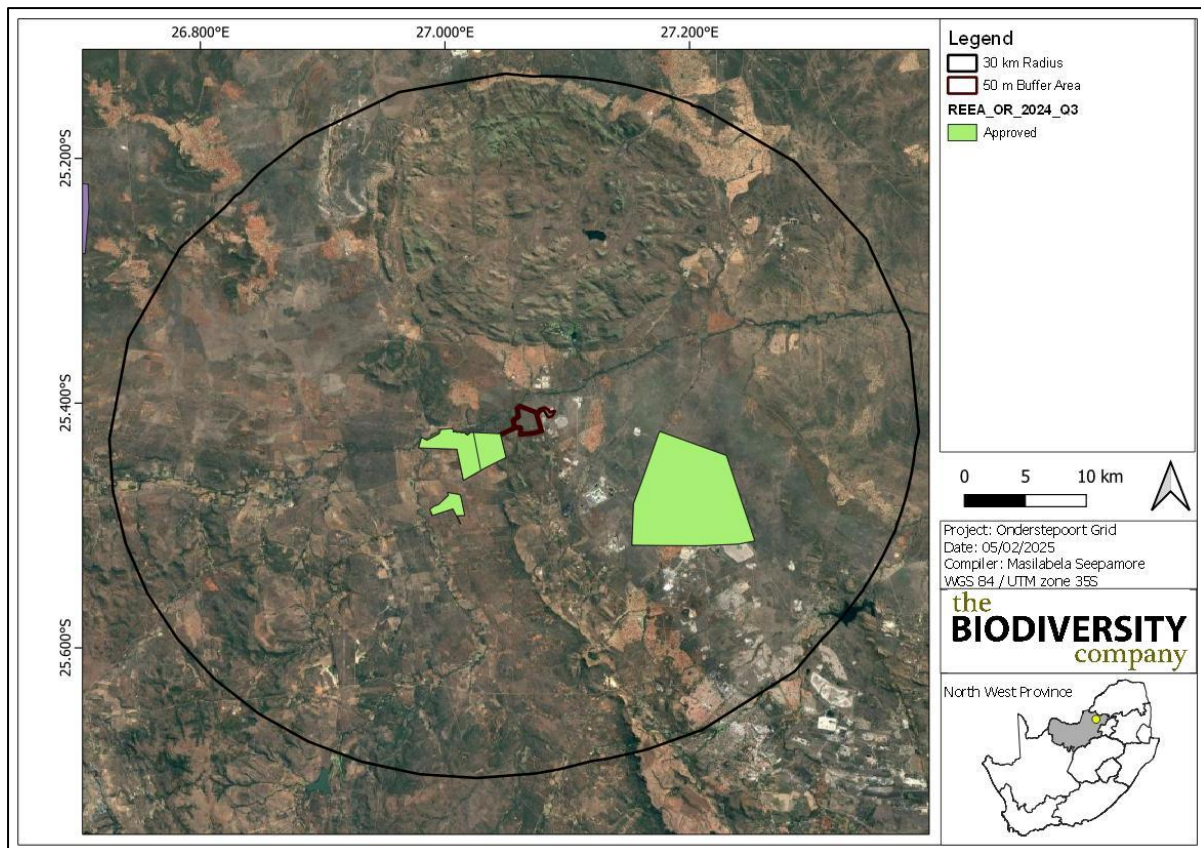 26.800°E 27.000°E 27.200°E
25.200°S
25.400°S
25.600°S
Legend
30 km Radius
50 m Buffer Area
REEA_OR_2024_Q3
Approved
0 5 10 km
Project: Onderstepoort Grid
Date: 05/02/2025
Compiler: Masilabela Seepamore
WGS 84 / UTM zone 35S
the
BIODIVERSITY
company
North West Province